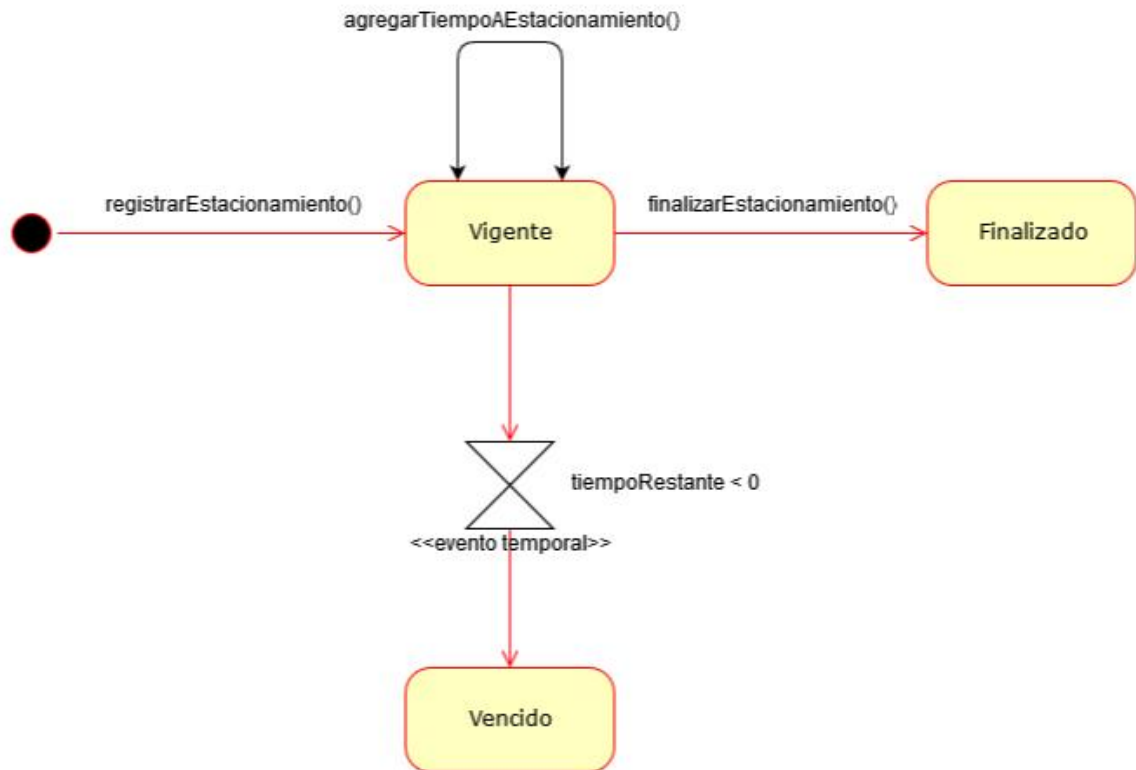 agregarTiempoAEstacionamiento()
registrarEstacionamiento()
Vigente
finalizarEstacionamiento()
Finalizado
tiempoRestante < 0
<<evento temporal>>
Vencido